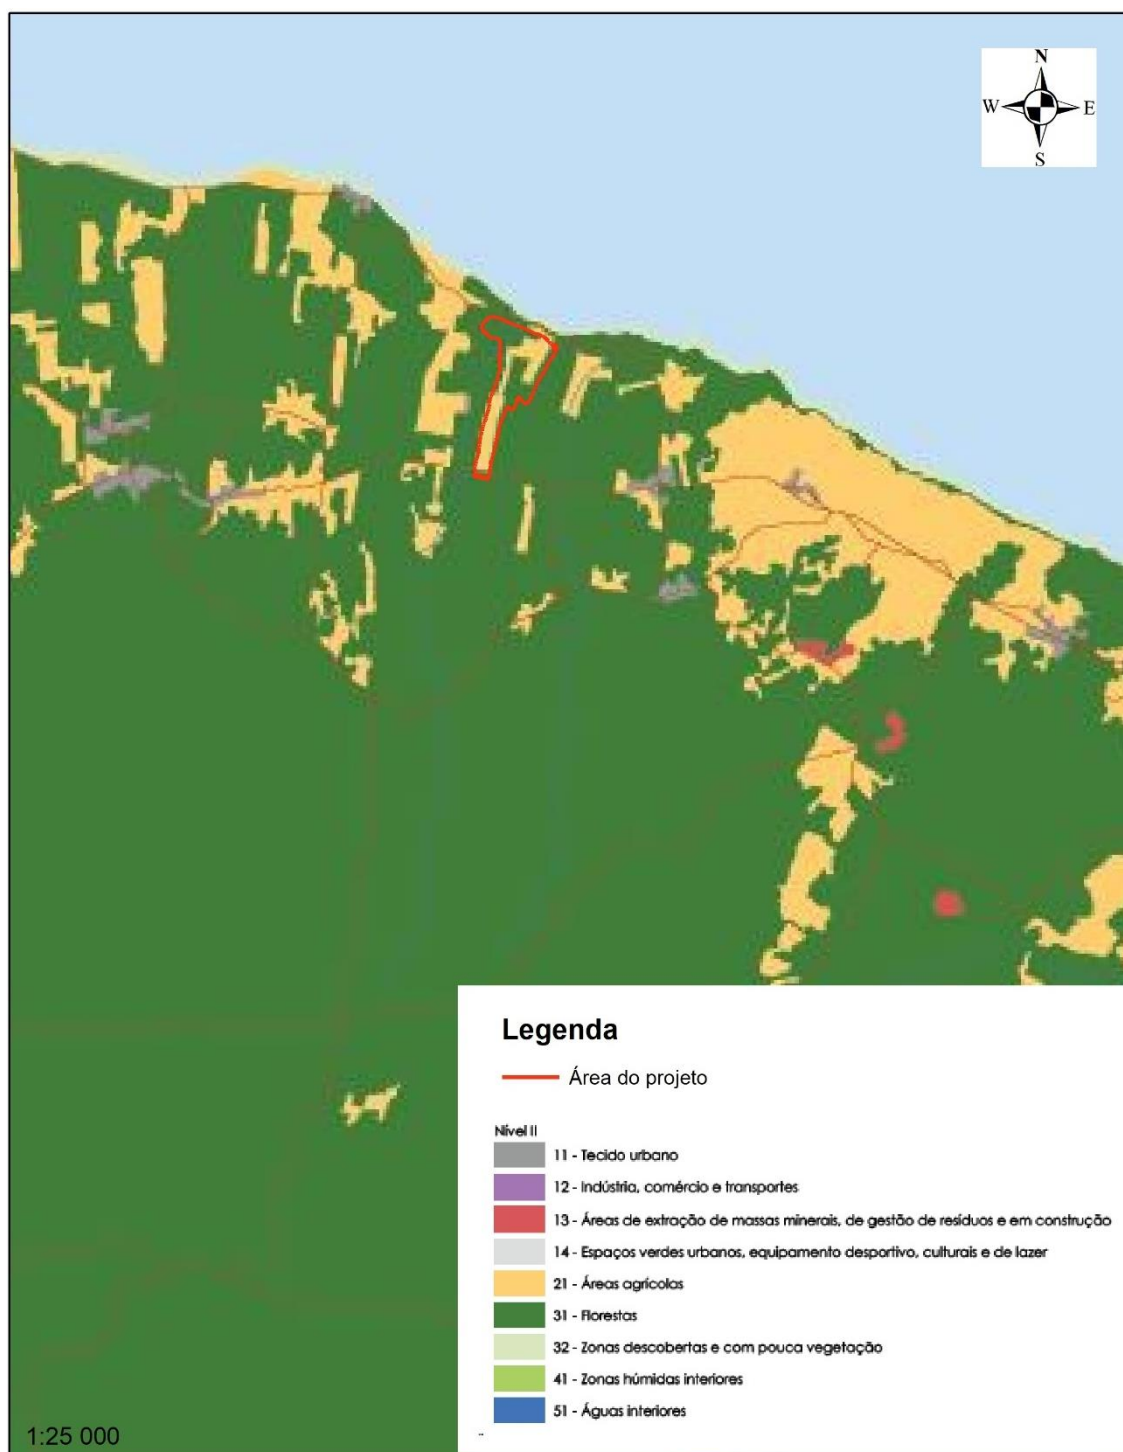 N
W E
S
Legenda
Área do projeto
Nível II
11 - Tecido urbano
12 - Indústria, comércio e transportes
13 - Áreas de extração de massas minerais, de gestão de resíduos e em construção
14 - Espaços verdes urbanos, equipamento desportivo, culturais e de lazer
21 - Áreas agrícolas
31 - Florestas
32 - Zonas descobertas e com pouca vegetação
41 - Zonas húmidas interiores
51 - Águas interiores
1:25 000